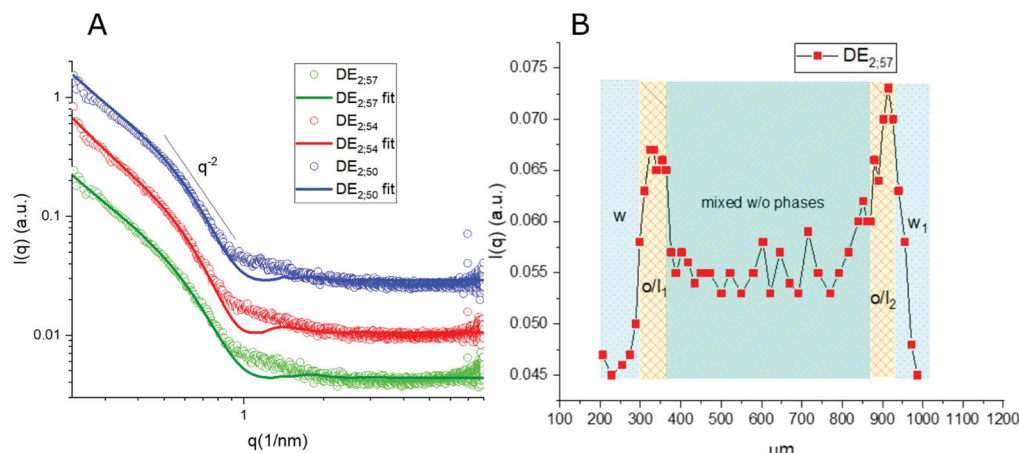 A
B
DE2;57
DE2;57 fit
DE2;54
DE2;54 fit
DE2;50
DE2;50 fit
q-2
1
0.1
0.01
I(q) (a.u.)
1
q(1/nm)
DE2;57
0.075
0.070
0.065
0.060
0.055
0.050
0.045
I(q) (a.u.)
w
o/l1
mixed w/o phases
o/l2
w1
100 200 300 400 500 600 700 800 900 1000 1100 1200
um